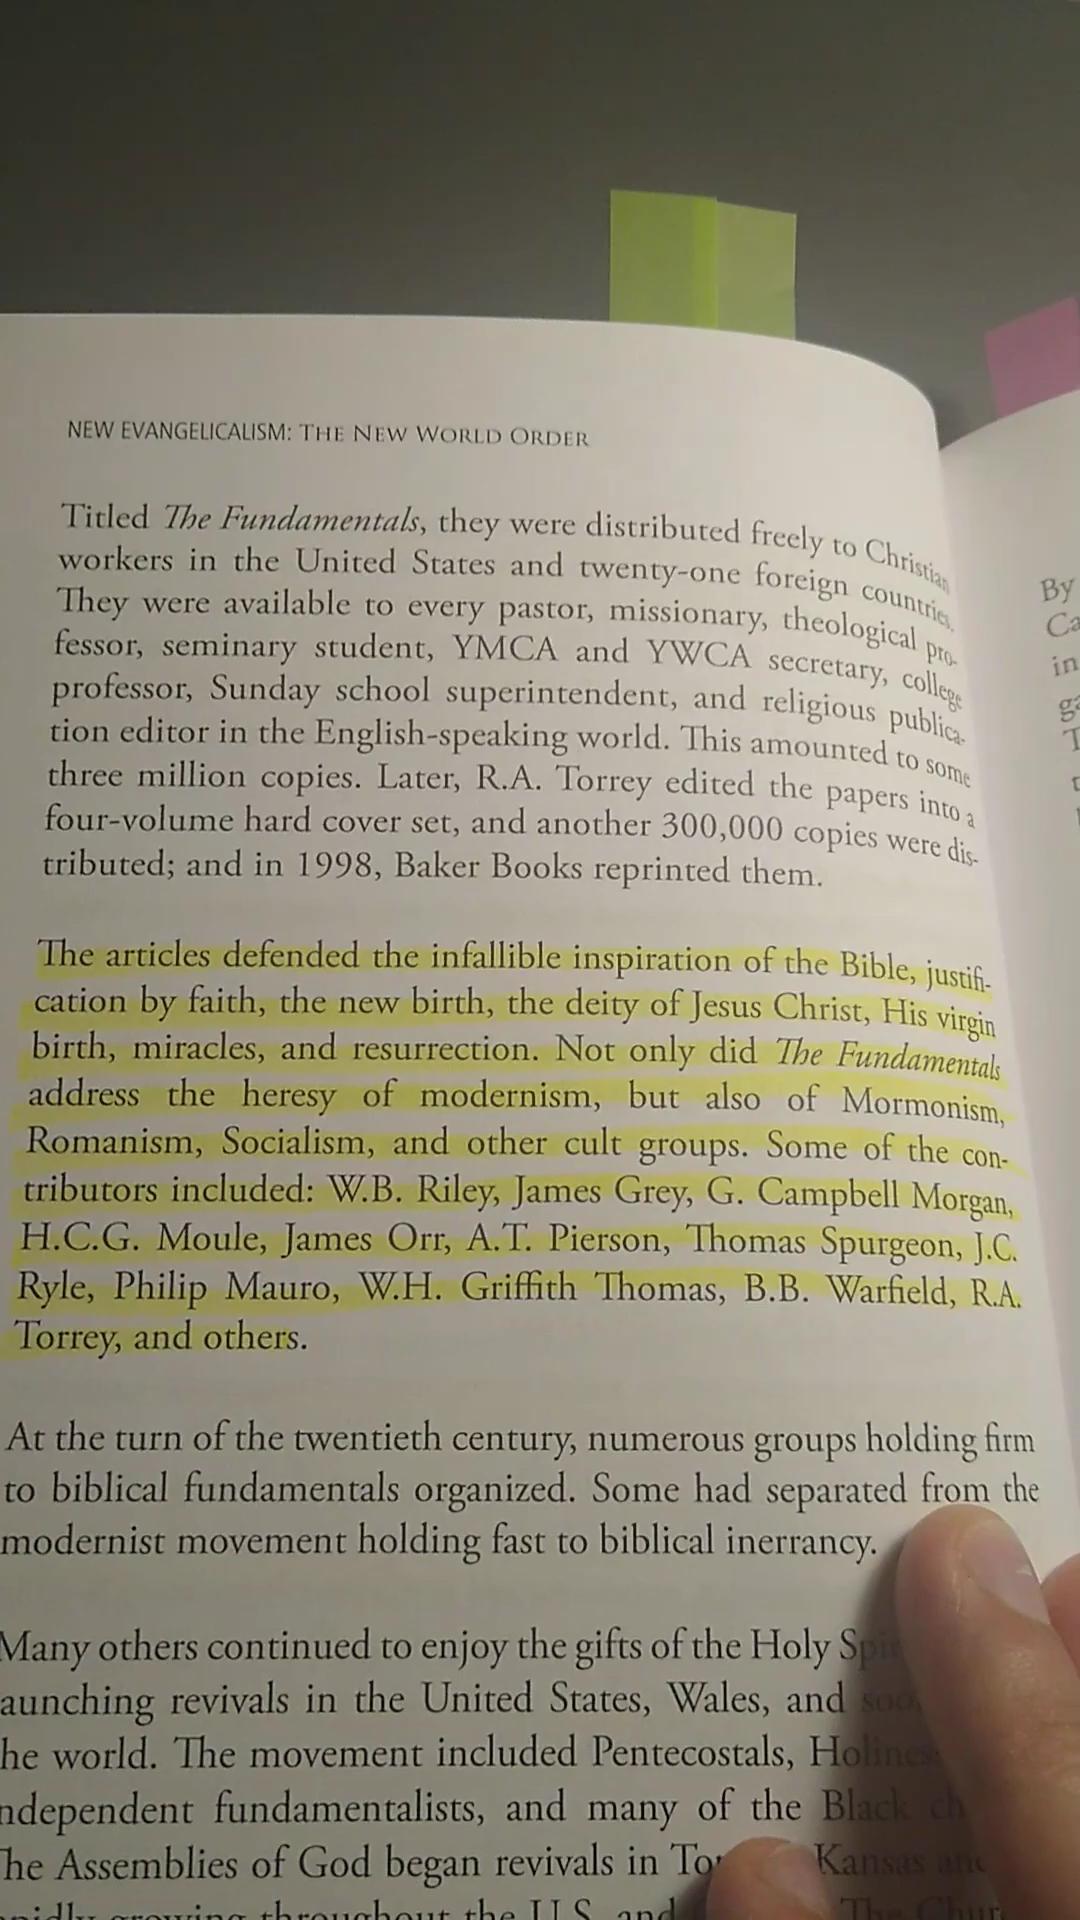 NEW EVANGELICALISM: THE NEW WORLD ORDER
Titled The Fundamentals, they were distributed freely to Christian
workers in the United States and twenty-one foreign countries.
They were available to every pastor, missionary, theological pro-
fessor, seminary student, YMCA and YWCA secretary, college
professor, Sunday school superintendent, and religious publica-
tion editor in the English-speaking world. This amounted to some
three million copies. Later, R.A. Torrey edited the papers into a
four-volume hard cover set, and another 300,000 copies were dis-
tributed; and in 1998, Baker Books reprinted them.
The articles defended the infallible inspiration of the Bible, justifi-
cation by faith, the new birth, the deity of Jesus Christ, His virgin
birth, miracles, and resurrection. Not only did The Fundamentals
address the heresy of modernism, but also of Mormonism,
Romanism, Socialism, and other cult groups. Some of the con-
tributors included: W.B. Riley, James Grey, G. Campbell Morgan,
H.C.G. Moule, James Orr, A.T. Pierson, Thomas Spurgeon, J.C.
Ryle, Philip Mauro, W.H. Griffith Thomas, B.B. Warfield, R.A.
Torrey, and others.
At the turn of the twentieth century, numerous groups holding firm
to biblical fundamentals organized. Some had separated from the
modernist movement holding fast to biblical inerrancy.
Many others continued to enjoy the gifts of the Holy
aunching revivals in the United States, Wales, and
he world. The movement included Pentecostals,
ndependent fundamentalists, and many of the Black
he Assemblies of God began revivals in Kansas and
growing throughout the U.S. and The
By
in